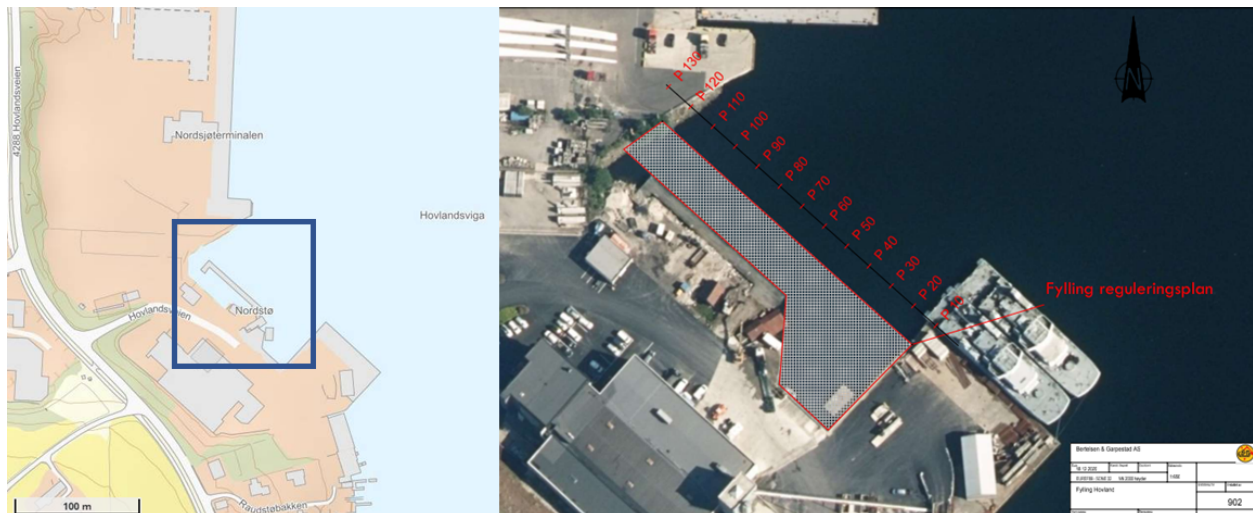 4288 Hovlandsveien
Nordsjøterminalen
Hovlandsviga
Nordstø
Hovlandsveien
Raudstøbakken
100 m
P 130
P 120
P 110
P 100
P 90
P 80
P 70
P 60
P 50
P 40
P 30
P 20
P 10
N
Fylling reguleringsplan
Bertelsen & Garpestad AS
Fylling Hovland
902